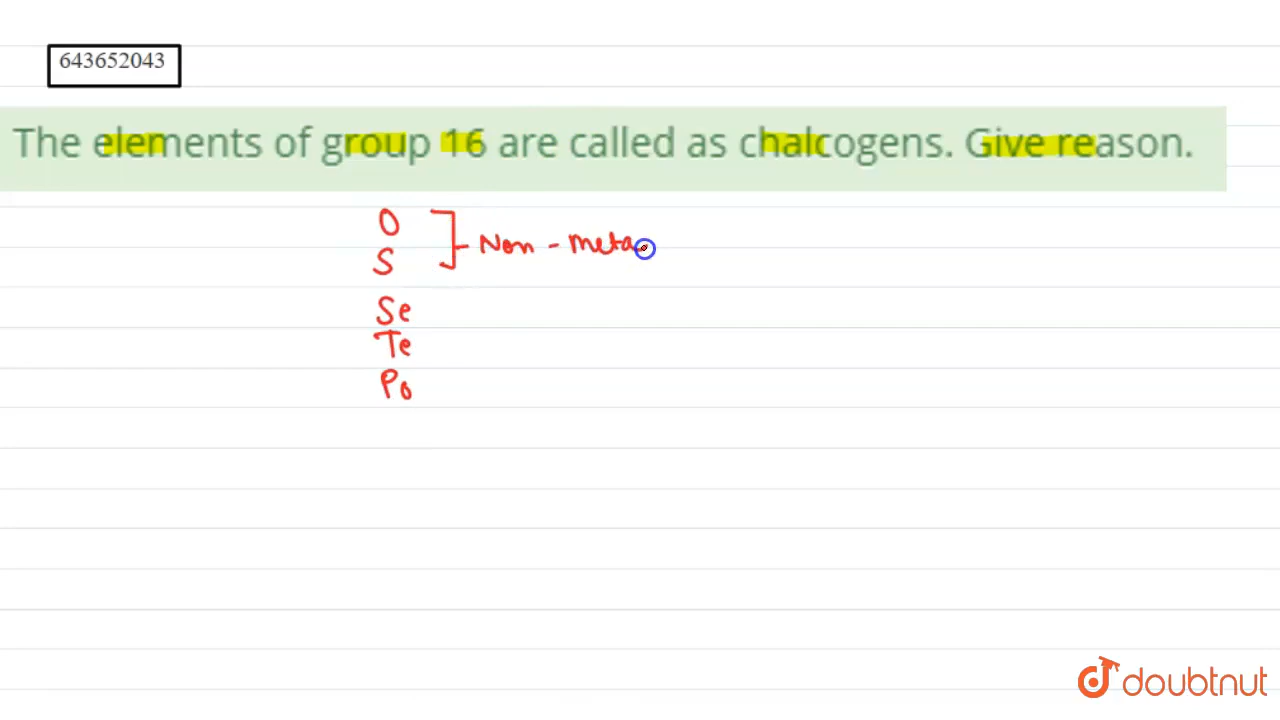 643652043
The elements of group 16 are called as chalcogens. Give reason.
O
S
Non - meta
Se
Te
Po
doubtnut